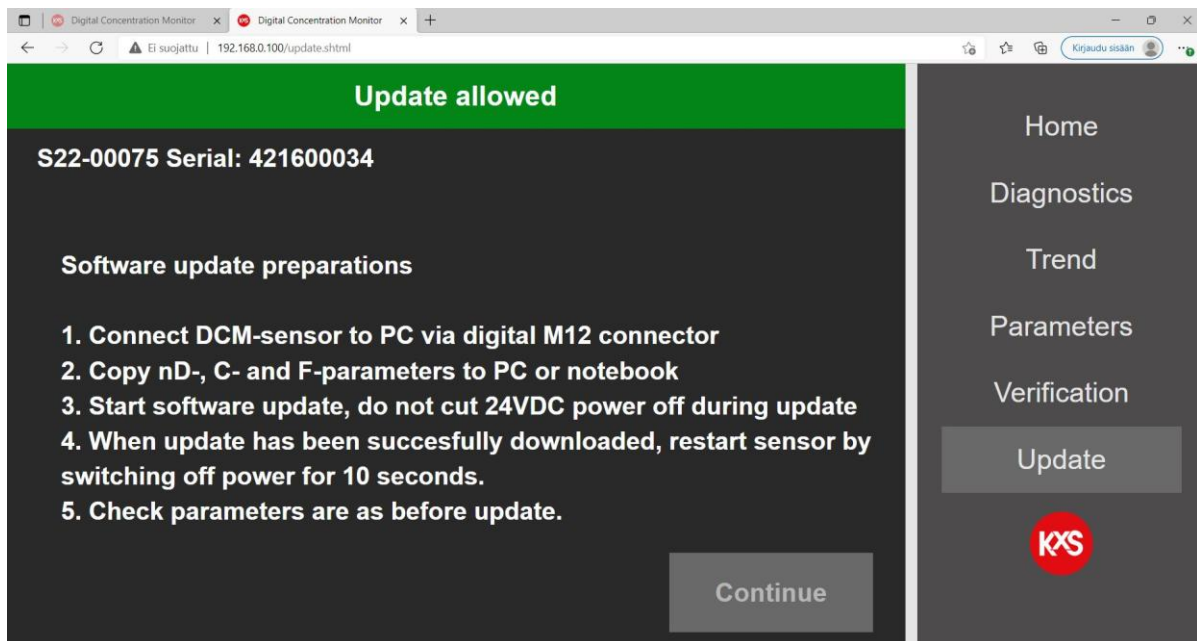 Digital Concentration Monitor
Digital Concentration Monitor
Ei suojattu | 192.168.0.100/update.shtml
Kirjaudu sisään
Update allowed
S22-00075 Serial: 421600034
Software update preparations
1. Connect DCM-sensor to PC via digital M12 connector
2. Copy nD-, C- and F-parameters to PC or notebook
3. Start software update, do not cut 24VDC power off during update
4. When update has been succesfully downloaded, restart sensor by
switching off power for 10 seconds.
5. Check parameters are as before update.
Continue
Home
Diagnostics
Trend
Parameters
Verification
Update
KXS